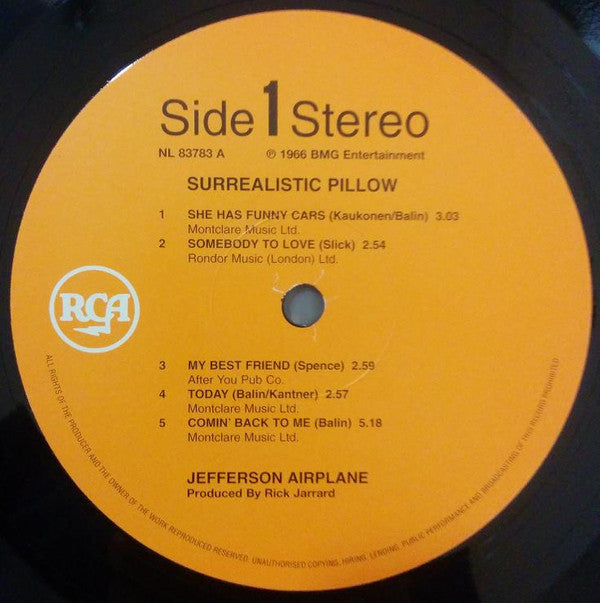 Side 1 Stereo
NL 83783 A ℗ 1966 BMG Entertainment
SURREALISTIC PILLOW
1 SHE HAS FUNNY CARS (Kaukonen/Balin) 3.03
Montclare Music Ltd.
2 SOMEBODY TO LOVE (Slick) 2.54
Rondor Music (London) Ltd.
RCA
3 MY BEST FRIEND (Spence) 2.59
After You Pub Co.
4 TODAY (Balin/Kantner) 2.57
Montclare Music Ltd.
5 COMIN' BACK TO ME (Balin) 5.18
Montclare Music Ltd.
JEFFERSON AIRPLANE
Produced By Rick Jarrard
ALL RIGHTS OF THE PRODUCER AND THE OWNER OF THE WORK REPRODUCED RESERVED. UNAUTHORISED COPYING, HIRING, LENDING, PUBLIC PERFORMANCE AND BROADCASTING OF THIS RECORD PROHIBITED